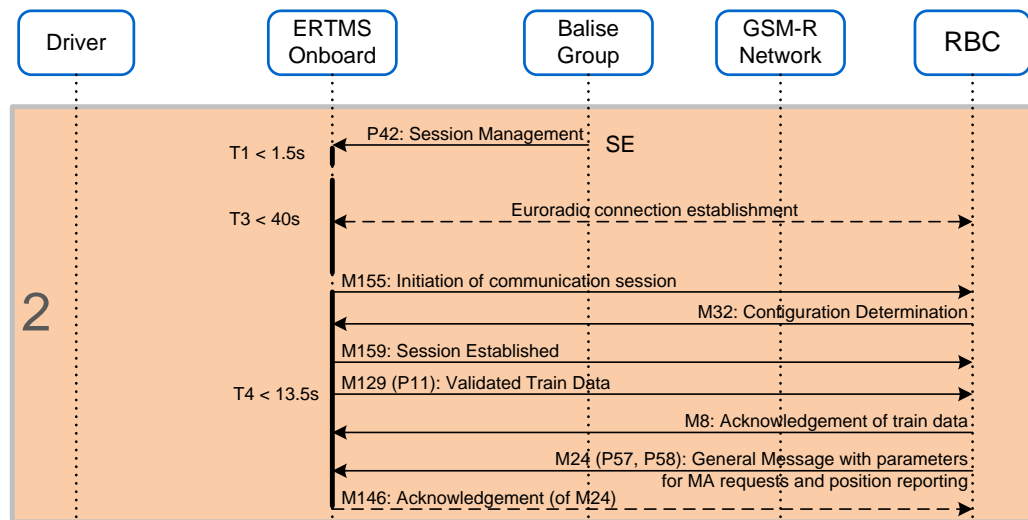 Driver
ERTMS
Onboard
Balise
Group
GSM-R
Network
RBC
P42: Session Management
SE
T1 < 1.5s
Euroradio connection establishment
T3 < 40s
M155: Initiation of communication session
2
M32: Configuration Determination
M159: Session Established
M129 (P11): Validated Train Data
T4 < 13.5s
M8: Acknowledgement of train data
M24 (P57, P58): General Message with parameters
for MA requests and position reporting
M146: Acknowledgement (of M24)